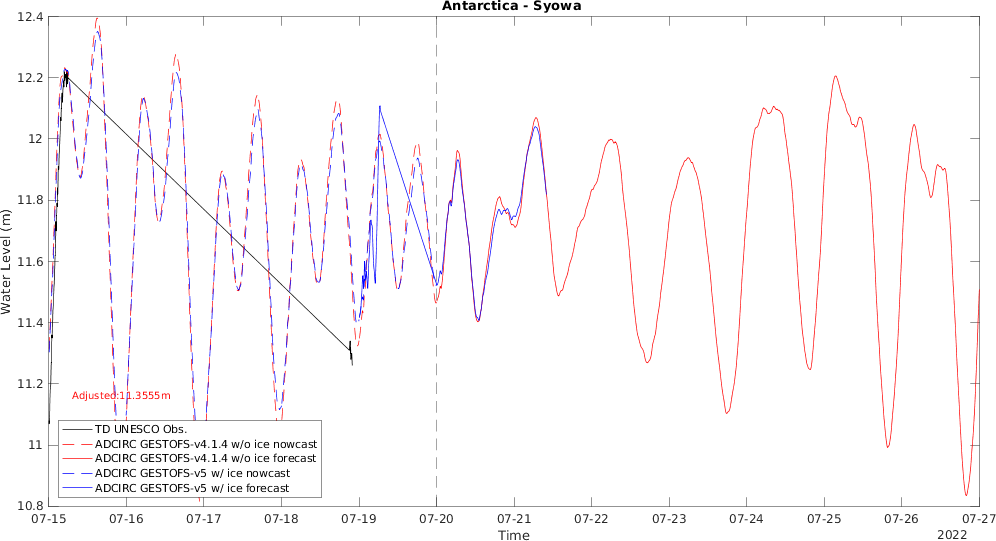 Antarctica - Syowa
12.4
12.2
12
11.8
11.6
11.4
11.2
11
10.8
Water Level (m)
Adjusted:11.3555m
TD UNESCO Obs.
ADCIRC GESTOFS-v4.1.4 w/o ice nowcast
ADCIRC GESTOFS-v4.1.4 w/o ice forecast
ADCIRC GESTOFS-v5 w/ ice nowcast
ADCIRC GESTOFS-v5 w/ ice forecast
07-15 07-16 07-17 07-18 07-19 07-20 07-21 07-22 07-23 07-24 07-25 07-26 07-27
Time
2022